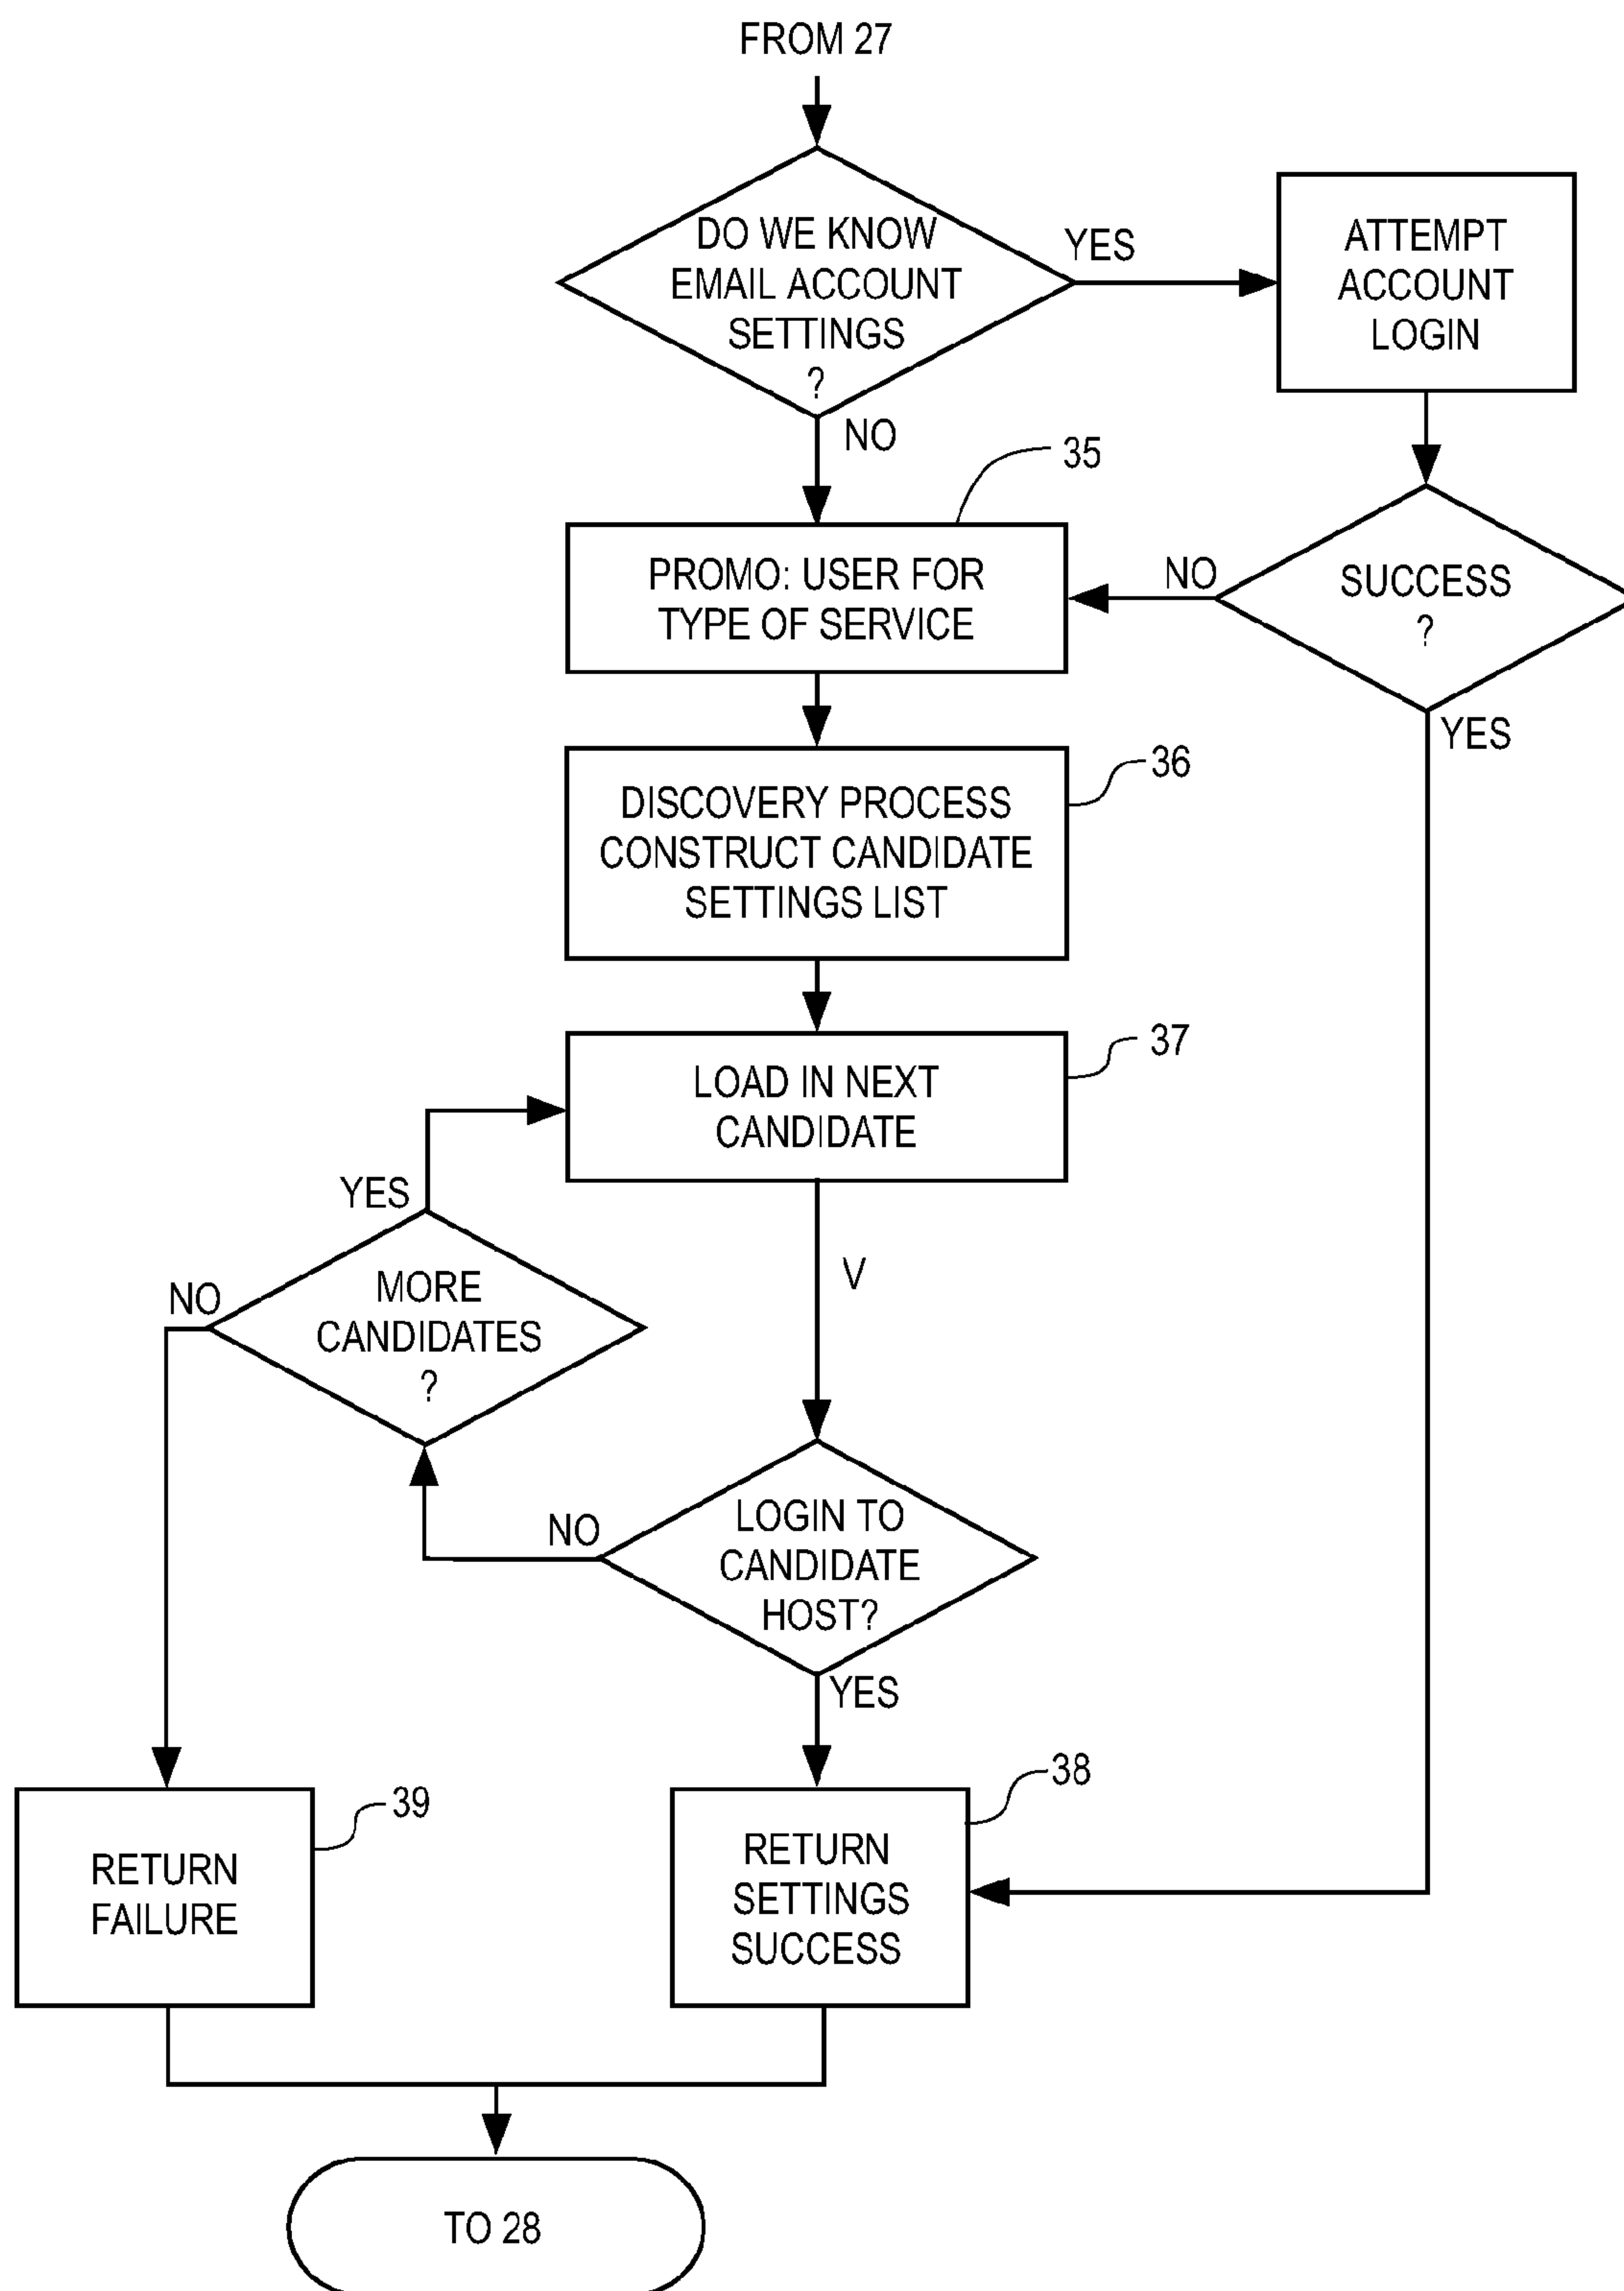 FROM 27
DO WE KNOW
EMAIL ACCOUNT
SETTINGS
?
YES
ATTEMPT
ACCOUNT
LOGIN
NO
35
PROMO: USER FOR
TYPE OF SERVICE
NO
SUCCESS
?
YES
36
DISCOVERY PROCESS
CONSTRUCT CANDIDATE
SETTINGS LIST
37
LOAD IN NEXT
CANDIDATE
YES
NO
MORE
CANDIDATES
?
V
NO
LOGIN TO
CANDIDATE
HOST?
YES
38
39
RETURN
FAILURE
RETURN
SETTINGS
SUCCESS
TO 28